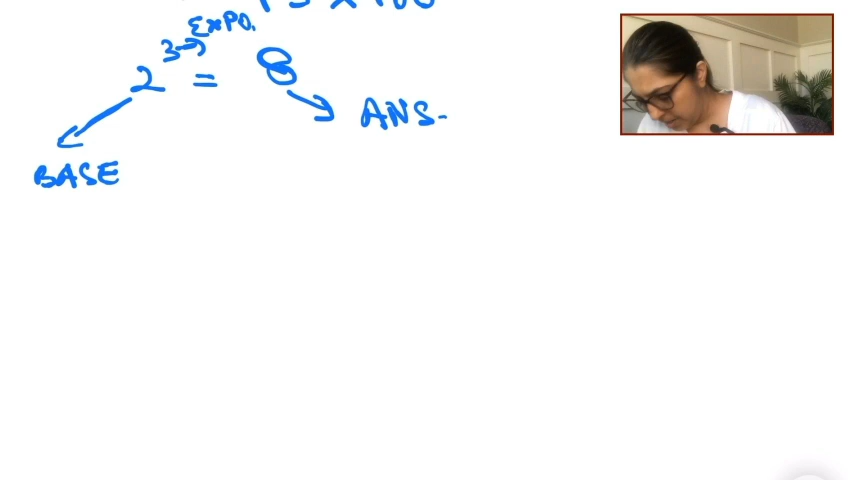 EXPO.
2³ = 8
ANS.
BASE